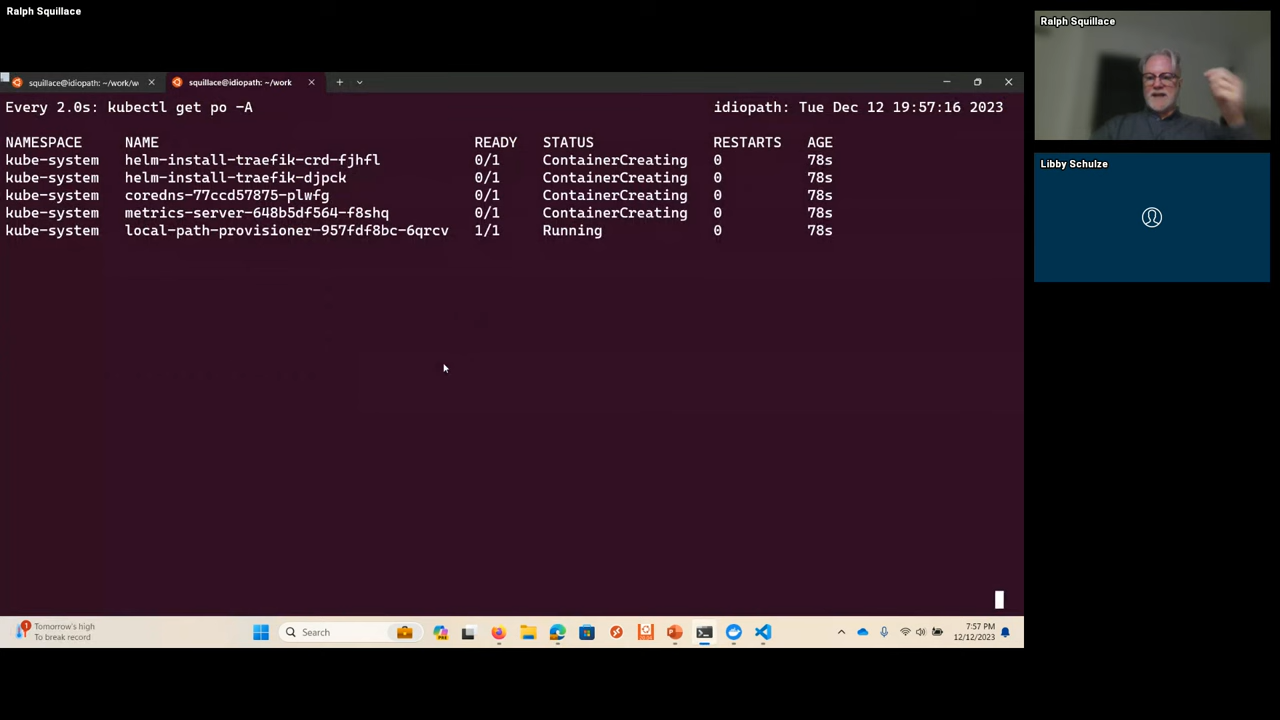 Ralph Squillace
Ralph Squillace
Libby Schulze
squillace@idiopath: ~/work/w
squillace@idiopath: ~/work
Every 2.0s: kubectl get po -A idiopath: Tue Dec 12 19:57:16 2023
NAMESPACE NAME READY STATUS RESTARTS AGE
kube-system helm-install-traefik-crd-fjhfl 0/1 ContainerCreating 0 78s
kube-system helm-install-traefik-djpck 0/1 ContainerCreating 0 78s
kube-system coredns-77ccd57875-plwfg 0/1 ContainerCreating 0 78s
kube-system metrics-server-648b5df564-f8shq 0/1 ContainerCreating 0 78s
kube-system local-path-provisioner-957fdf8bc-6qrcv 1/1 Running 0 78s
1
Tomorrow's high
To break record
Search
7:57 PM
12/12/2023